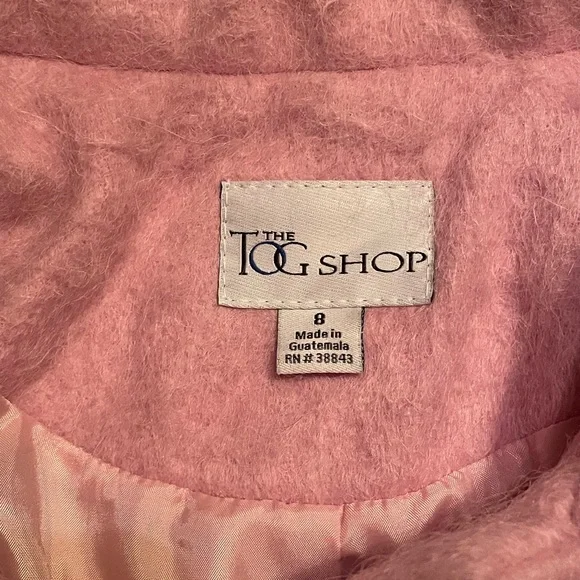 THE
TOG SHOP
8
Made in
Guatemala
RN # 38843